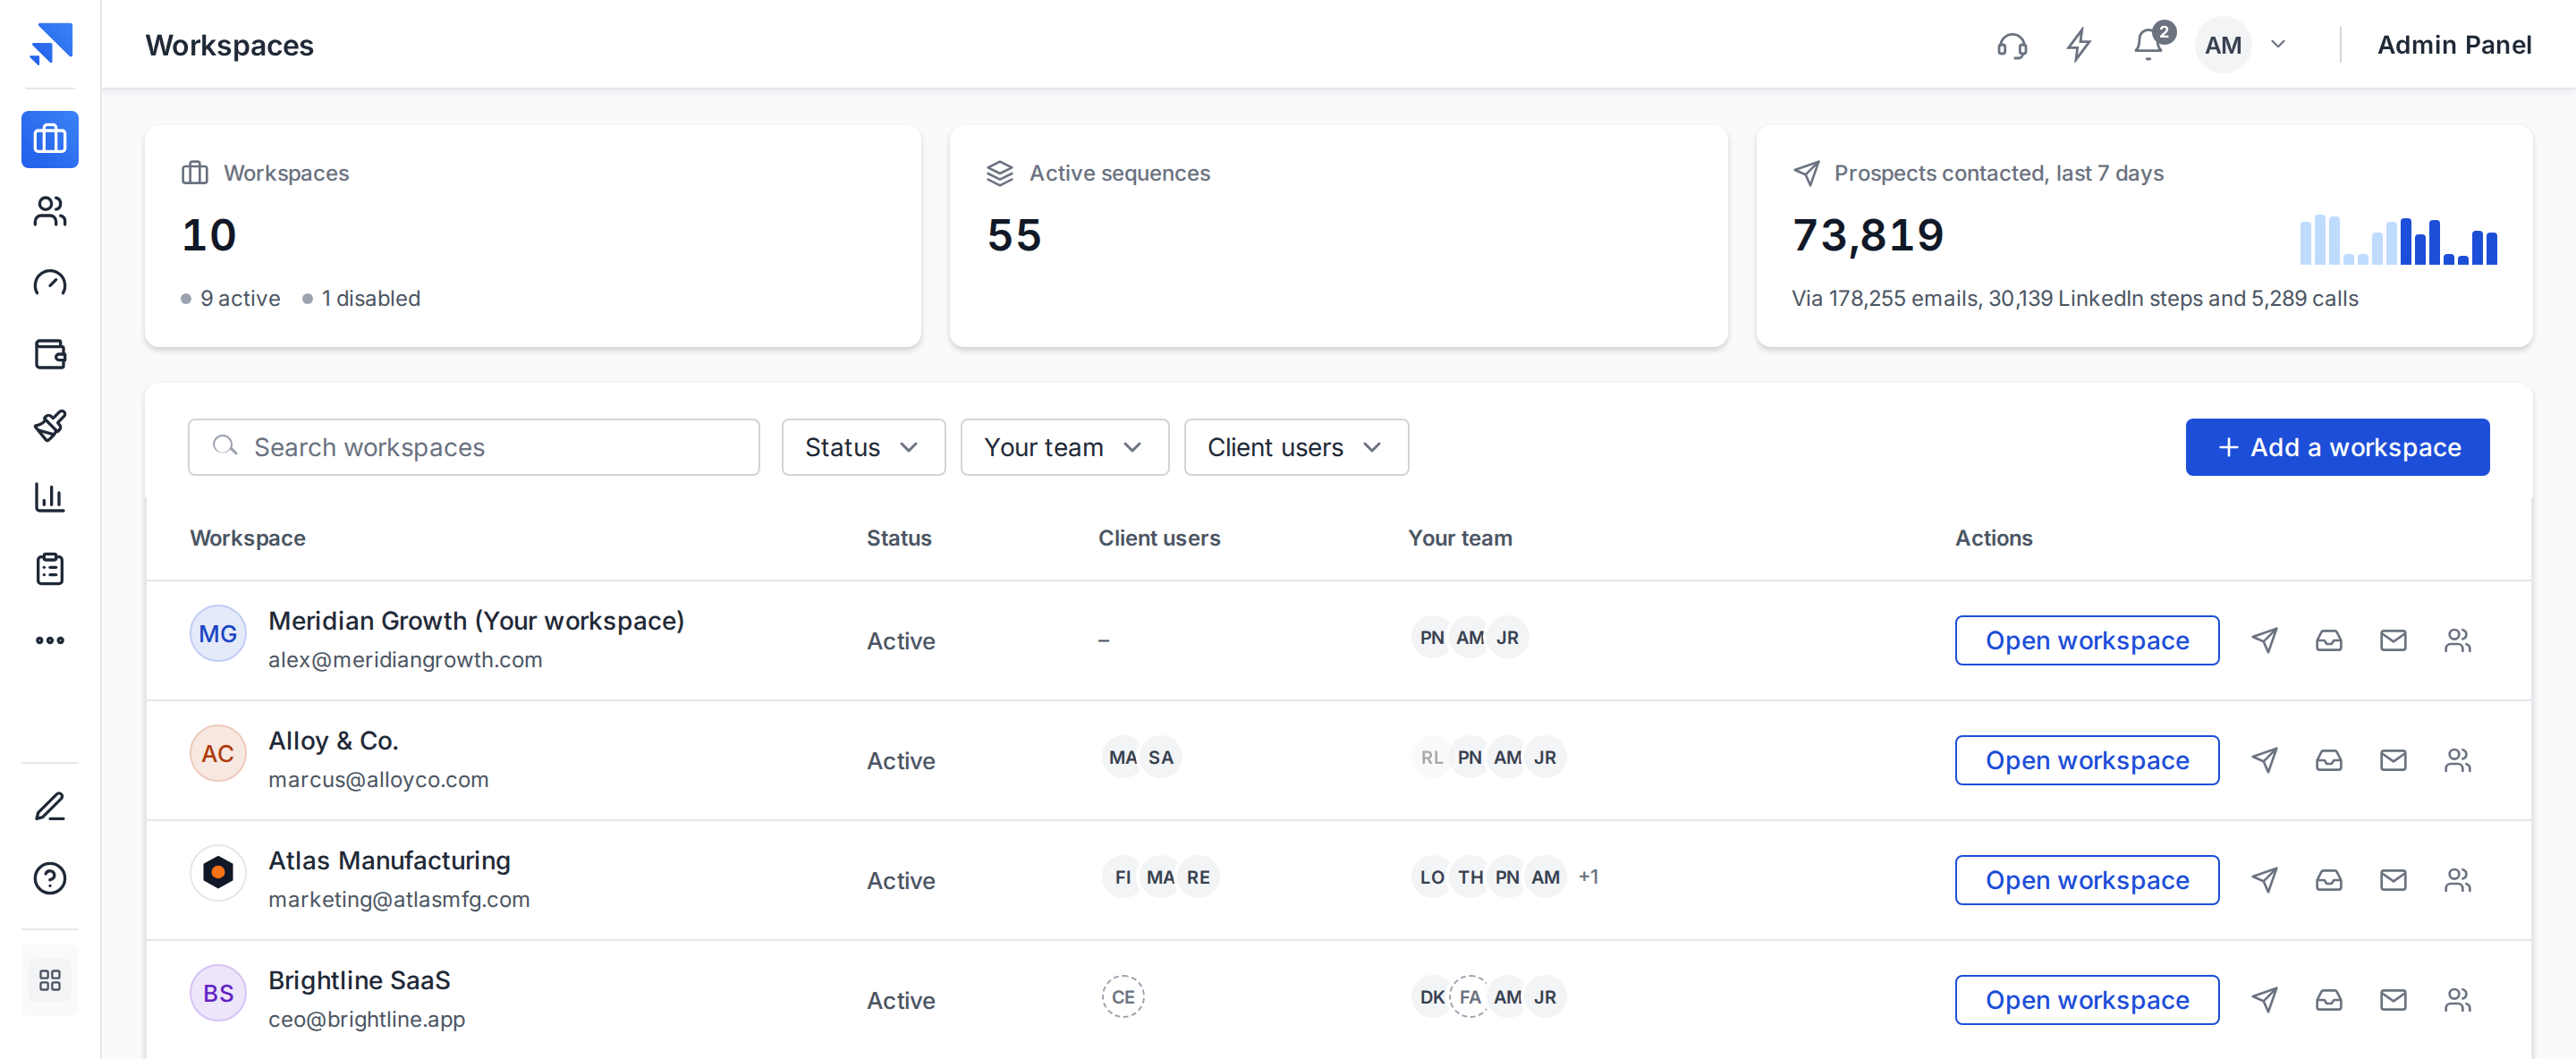 Workspaces
2
AM
Admin Panel
Workspaces
10
9 active 1 disabled
Active sequences
55
Prospects contacted, last 7 days
73,819
Via 178,255 emails, 30,139 LinkedIn steps and 5,289 calls
Search workspaces
Status
Your team
Client users
+ Add a workspace
Workspace Status Client users Your team Actions
MG Meridian Growth (Your workspace)
alex@meridiangrowth.com
Active – PN AM JR Open workspace
AC Alloy & Co.
marcus@alloyco.com
Active MA SA RL PN AM JR Open workspace
Atlas Manufacturing
marketing@atlasmfg.com
Active FI MA RE LO TH PN AM +1 Open workspace
BS Brightline SaaS
ceo@brightline.app
Active CE DK FA AM JR Open workspace